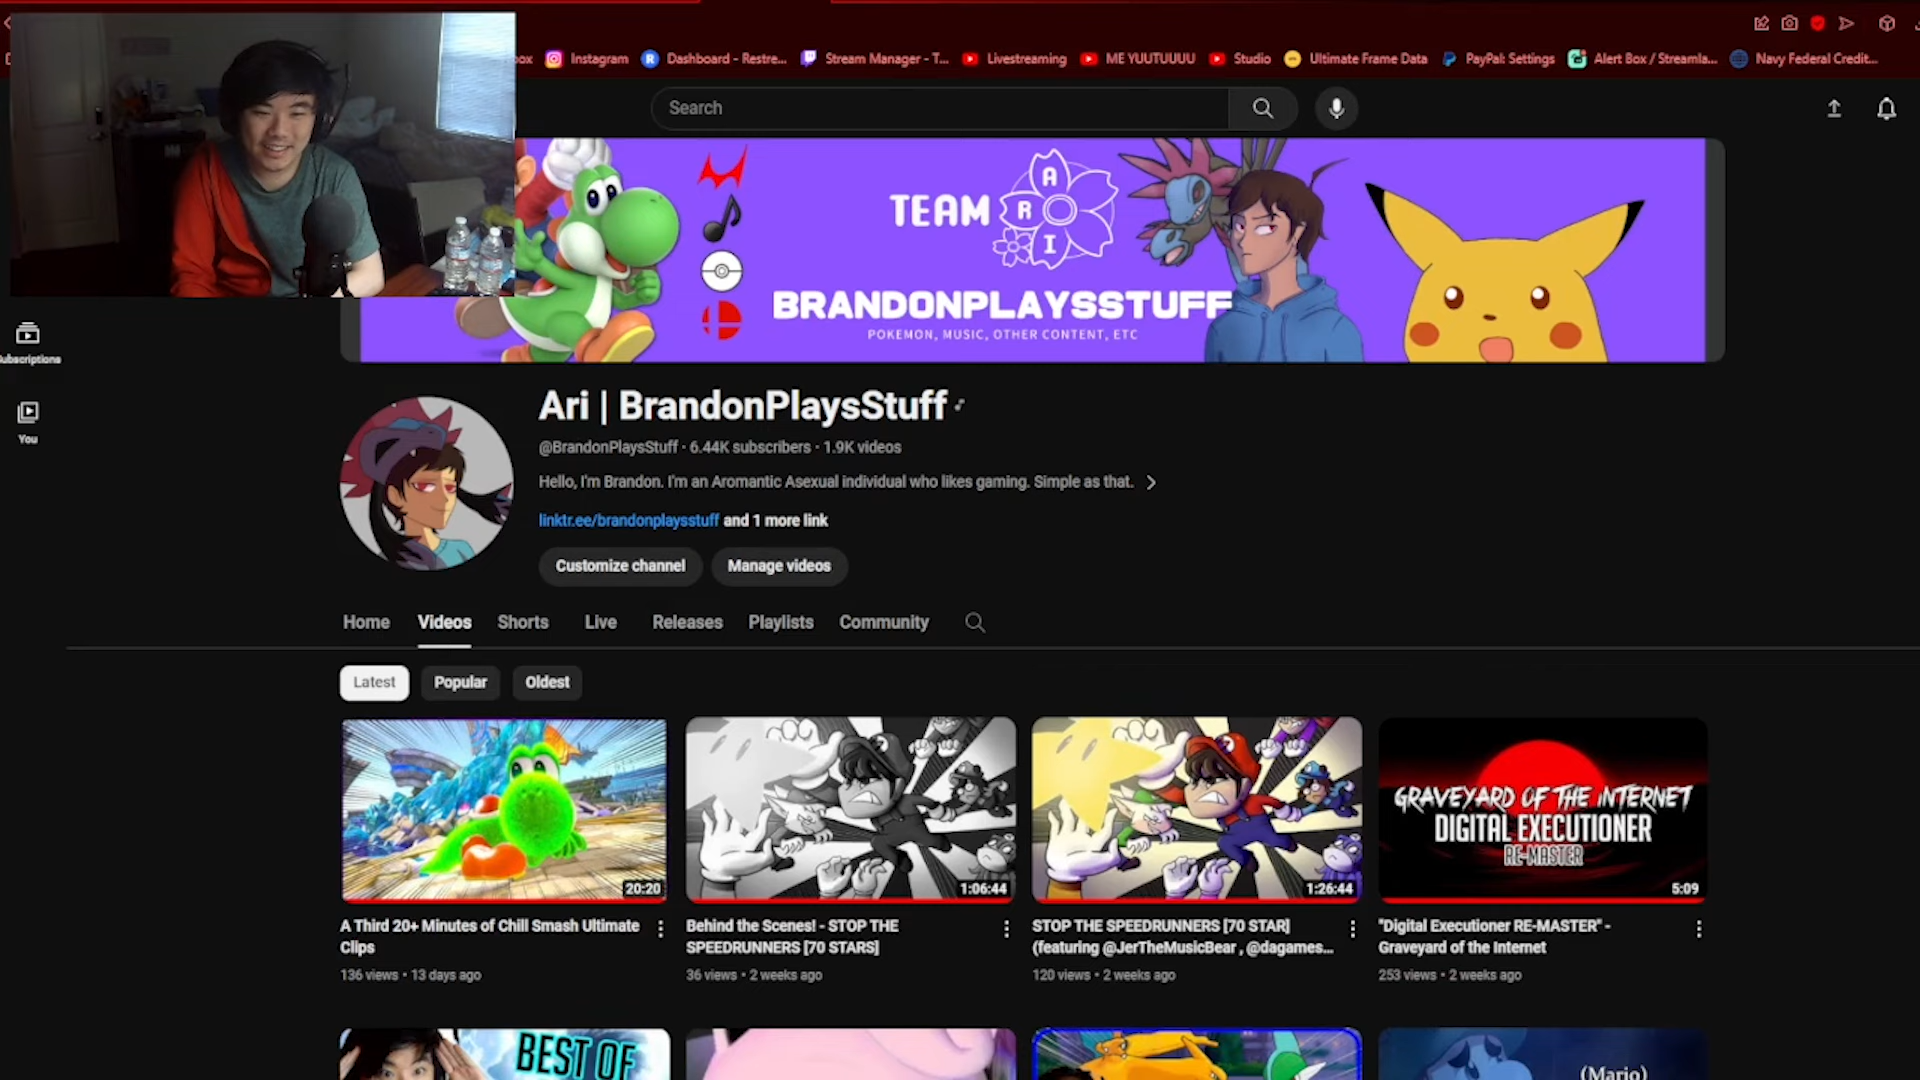 Instagram
Dashboard - Restre...
Stream Manager - T...
Livestreaming
ME YUUTUUUU
Studio
Ultimate Frame Data
PayPal: Settings
Alert Box / Streamla...
Navy Federal Credit...
Search
TEAM
A
R
I
BRANDONPLAYSSTUFF
POKEMON, MUSIC, OTHER CONTENT, ETC
ubscriptions
You
Ari | BrandonPlaysStuff
@BrandonPlaysStuff · 6.44K subscribers · 1.9K videos
Hello, I'm Brandon. I'm an Aromantic Asexual individual who likes gaming. Simple as that.
linktr.ee/brandonplaysstuff and 1 more link
Customize channel
Manage videos
Home
Videos
Shorts
Live
Releases
Playlists
Community
Latest
Popular
Oldest
20:20
1:06:44
1:26:44
GRAVEYARD OF THE INTERNET
DIGITAL EXECUTIONER
RE-MASTER
5:09
A Third 20+ Minutes of Chill Smash Ultimate
Clips
136 views · 13 days ago
Behind the Scenes! - STOP THE
SPEEDRUNNERS [70 STARS]
36 views · 2 weeks ago
STOP THE SPEEDRUNNERS [70 STAR]
(featuring @JerTheMusicBear , @dagames...
120 views · 2 weeks ago
"Digital Executioner RE-MASTER" -
Graveyard of the Internet
253 views · 2 weeks ago
BEST OF
(Mario)